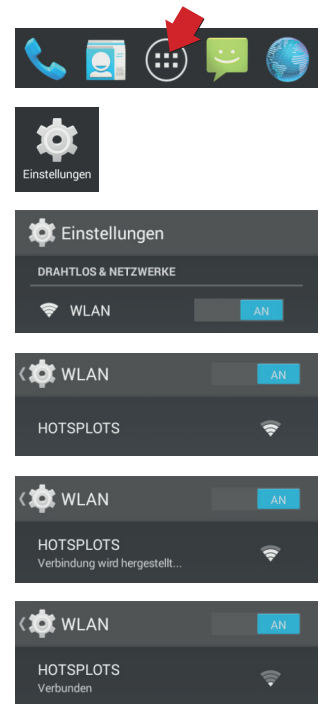 Einstellungen
Einstellungen
DRAHTLOS & NETZWERKE
WLAN AN
WLAN AN
HOTSPLOTS
WLAN AN
HOTSPLOTS
Verbindung wird hergestellt...
WLAN AN
HOTSPLOTS
Verbunden